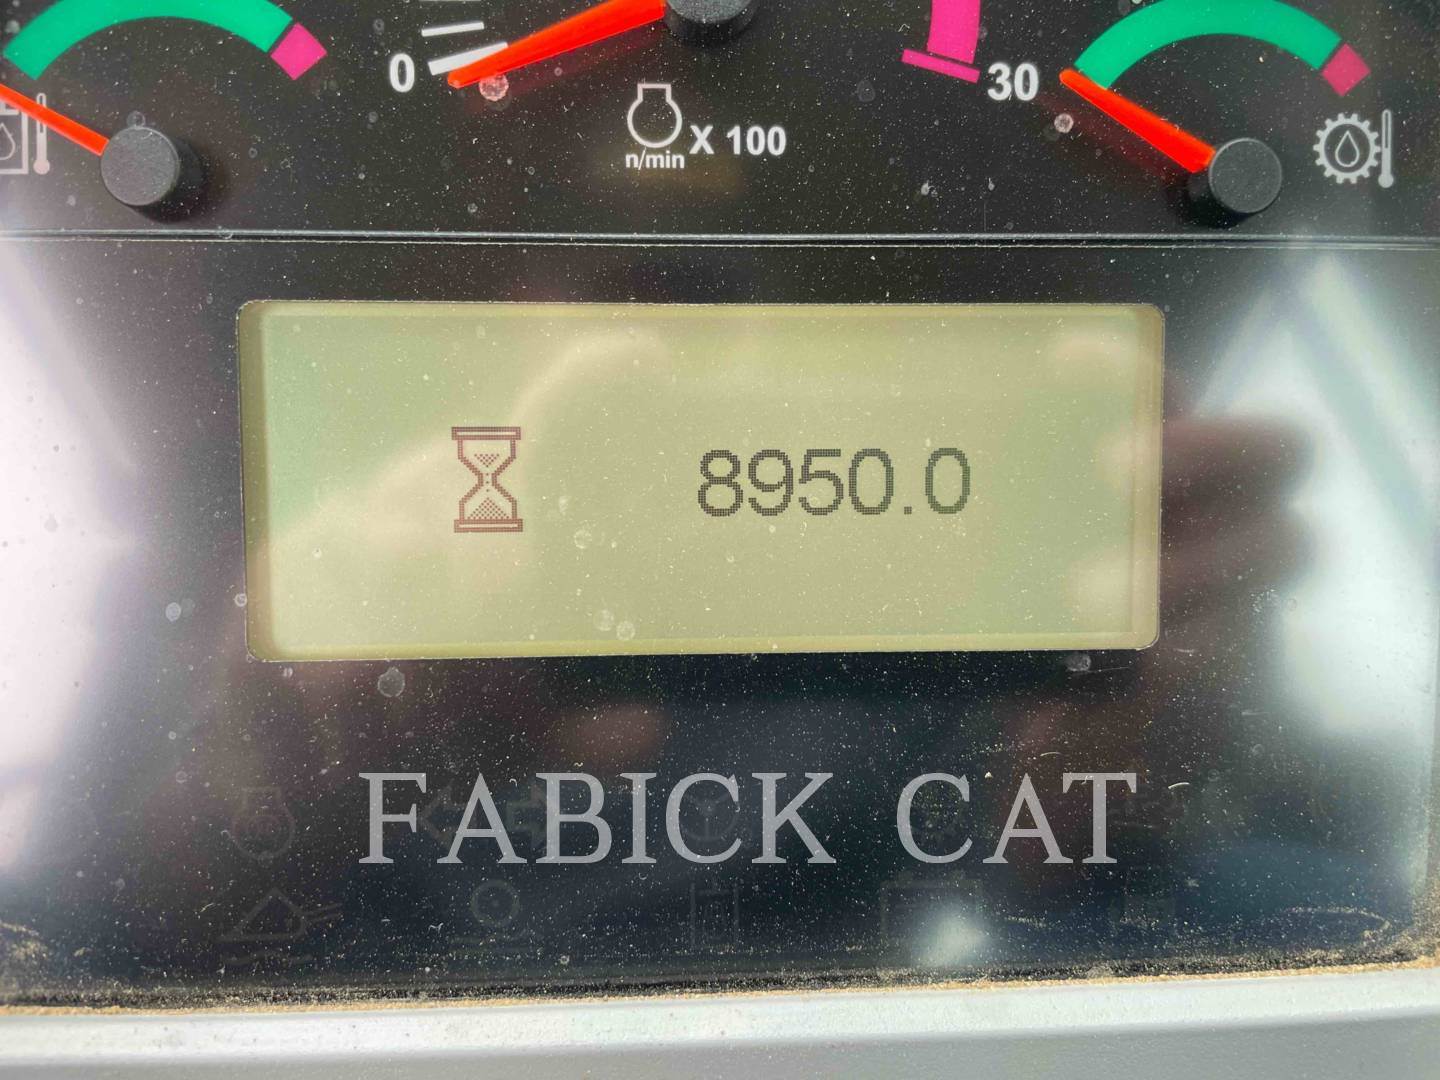 0
30
n/min X 100
8950.0
FABICK CAT